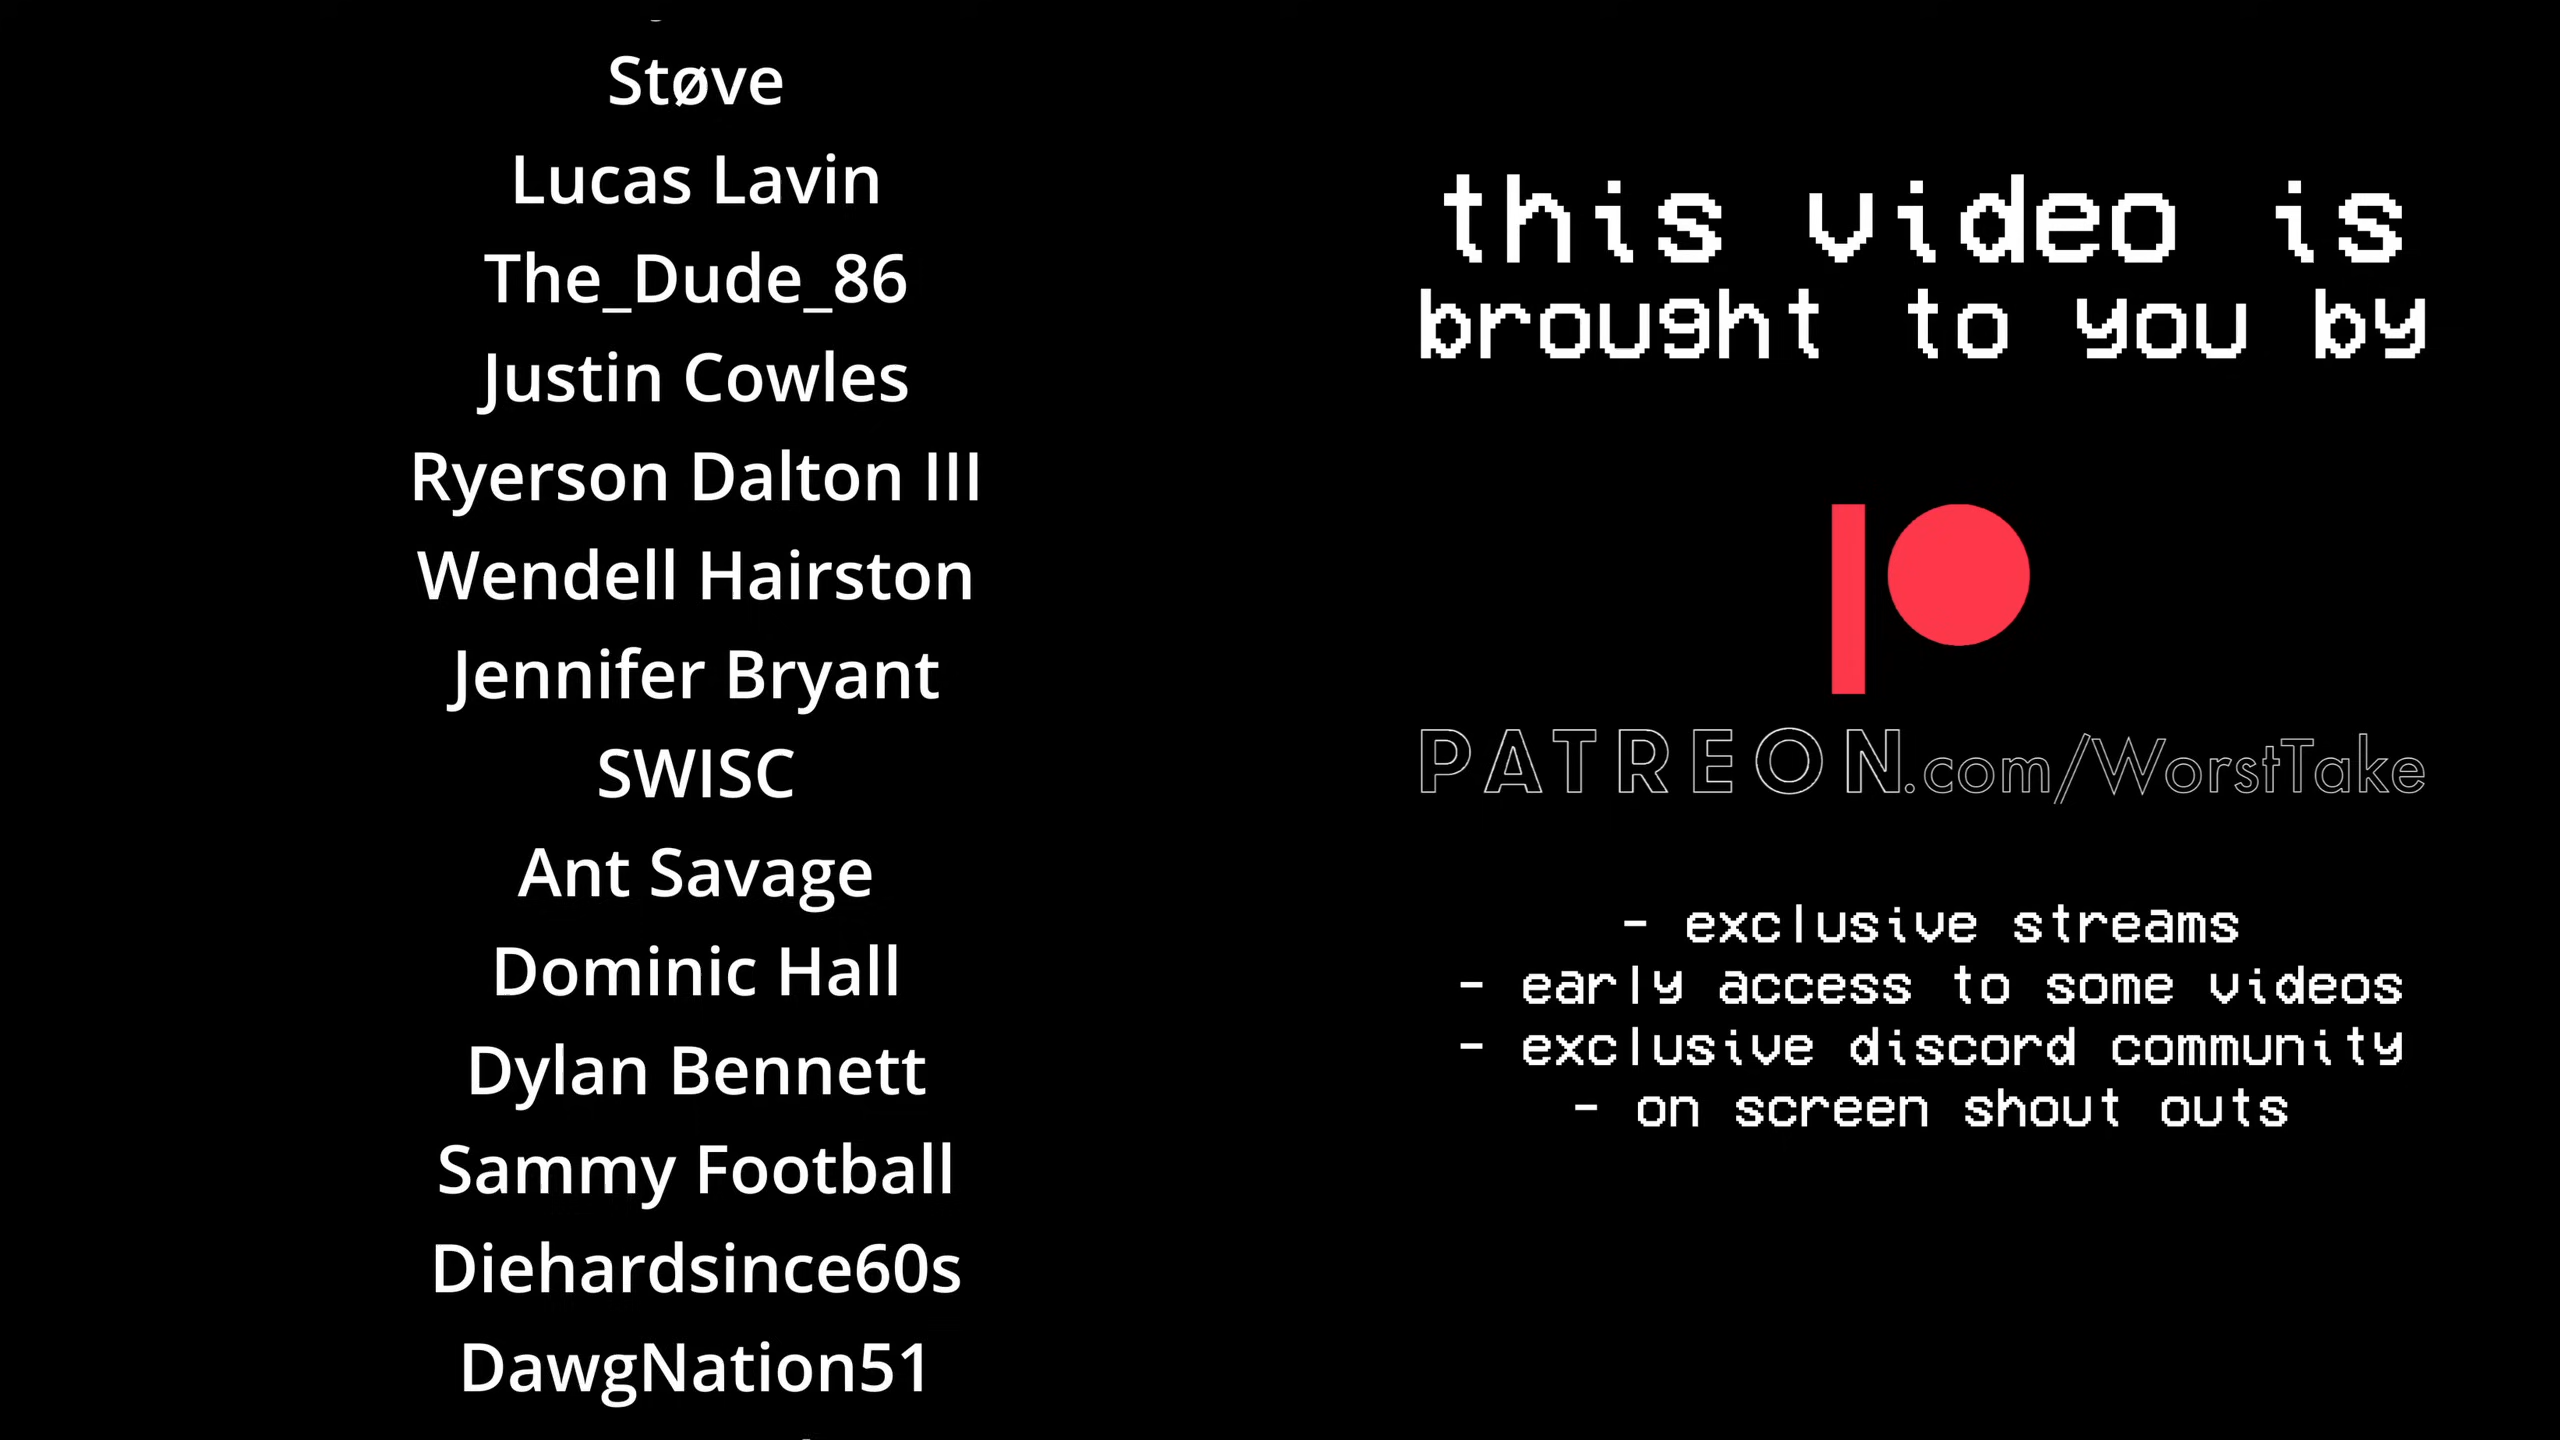 Støve
Lucas Lavin
The_Dude_86
Justin Cowles
Ryerson Dalton III
Wendell Hairston
Jennifer Bryant
SWISC
Ant Savage
Dominic Hall
Dylan Bennett
Sammy Football
Diehardsince60s
DawgNation51
this video is
brought to you by
PATREON.com/WorstTake
- exclusive streams
- early access to some videos
- exclusive discord community
- on screen shout outs